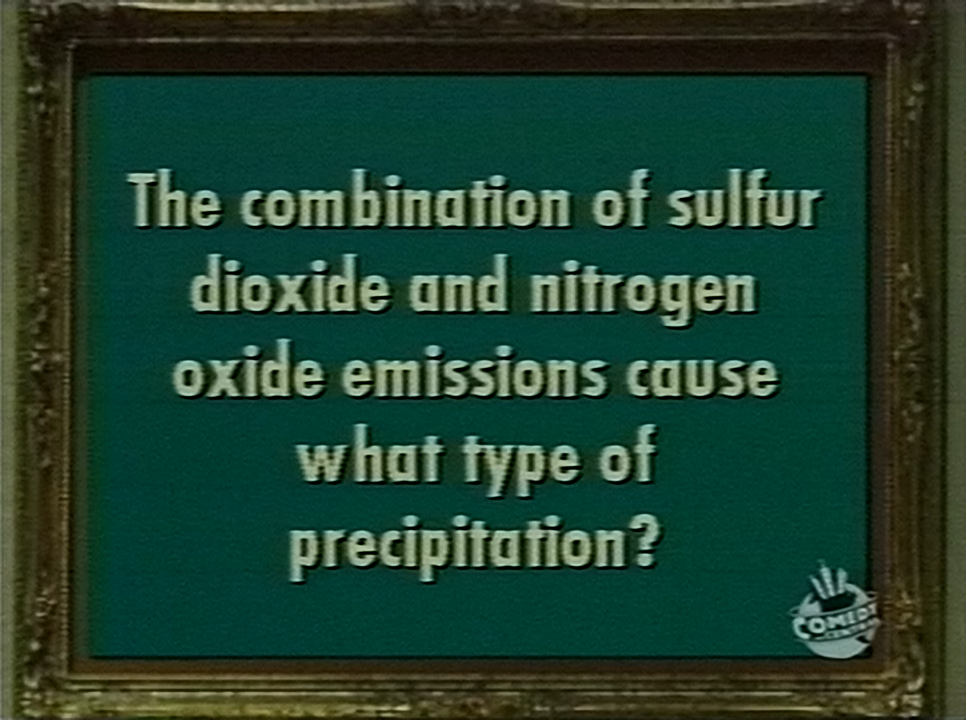 The combination of sulfur
dioxide and nitrogen
oxide emissions cause
what type of
precipitation?
COMEDY
CENTRAL